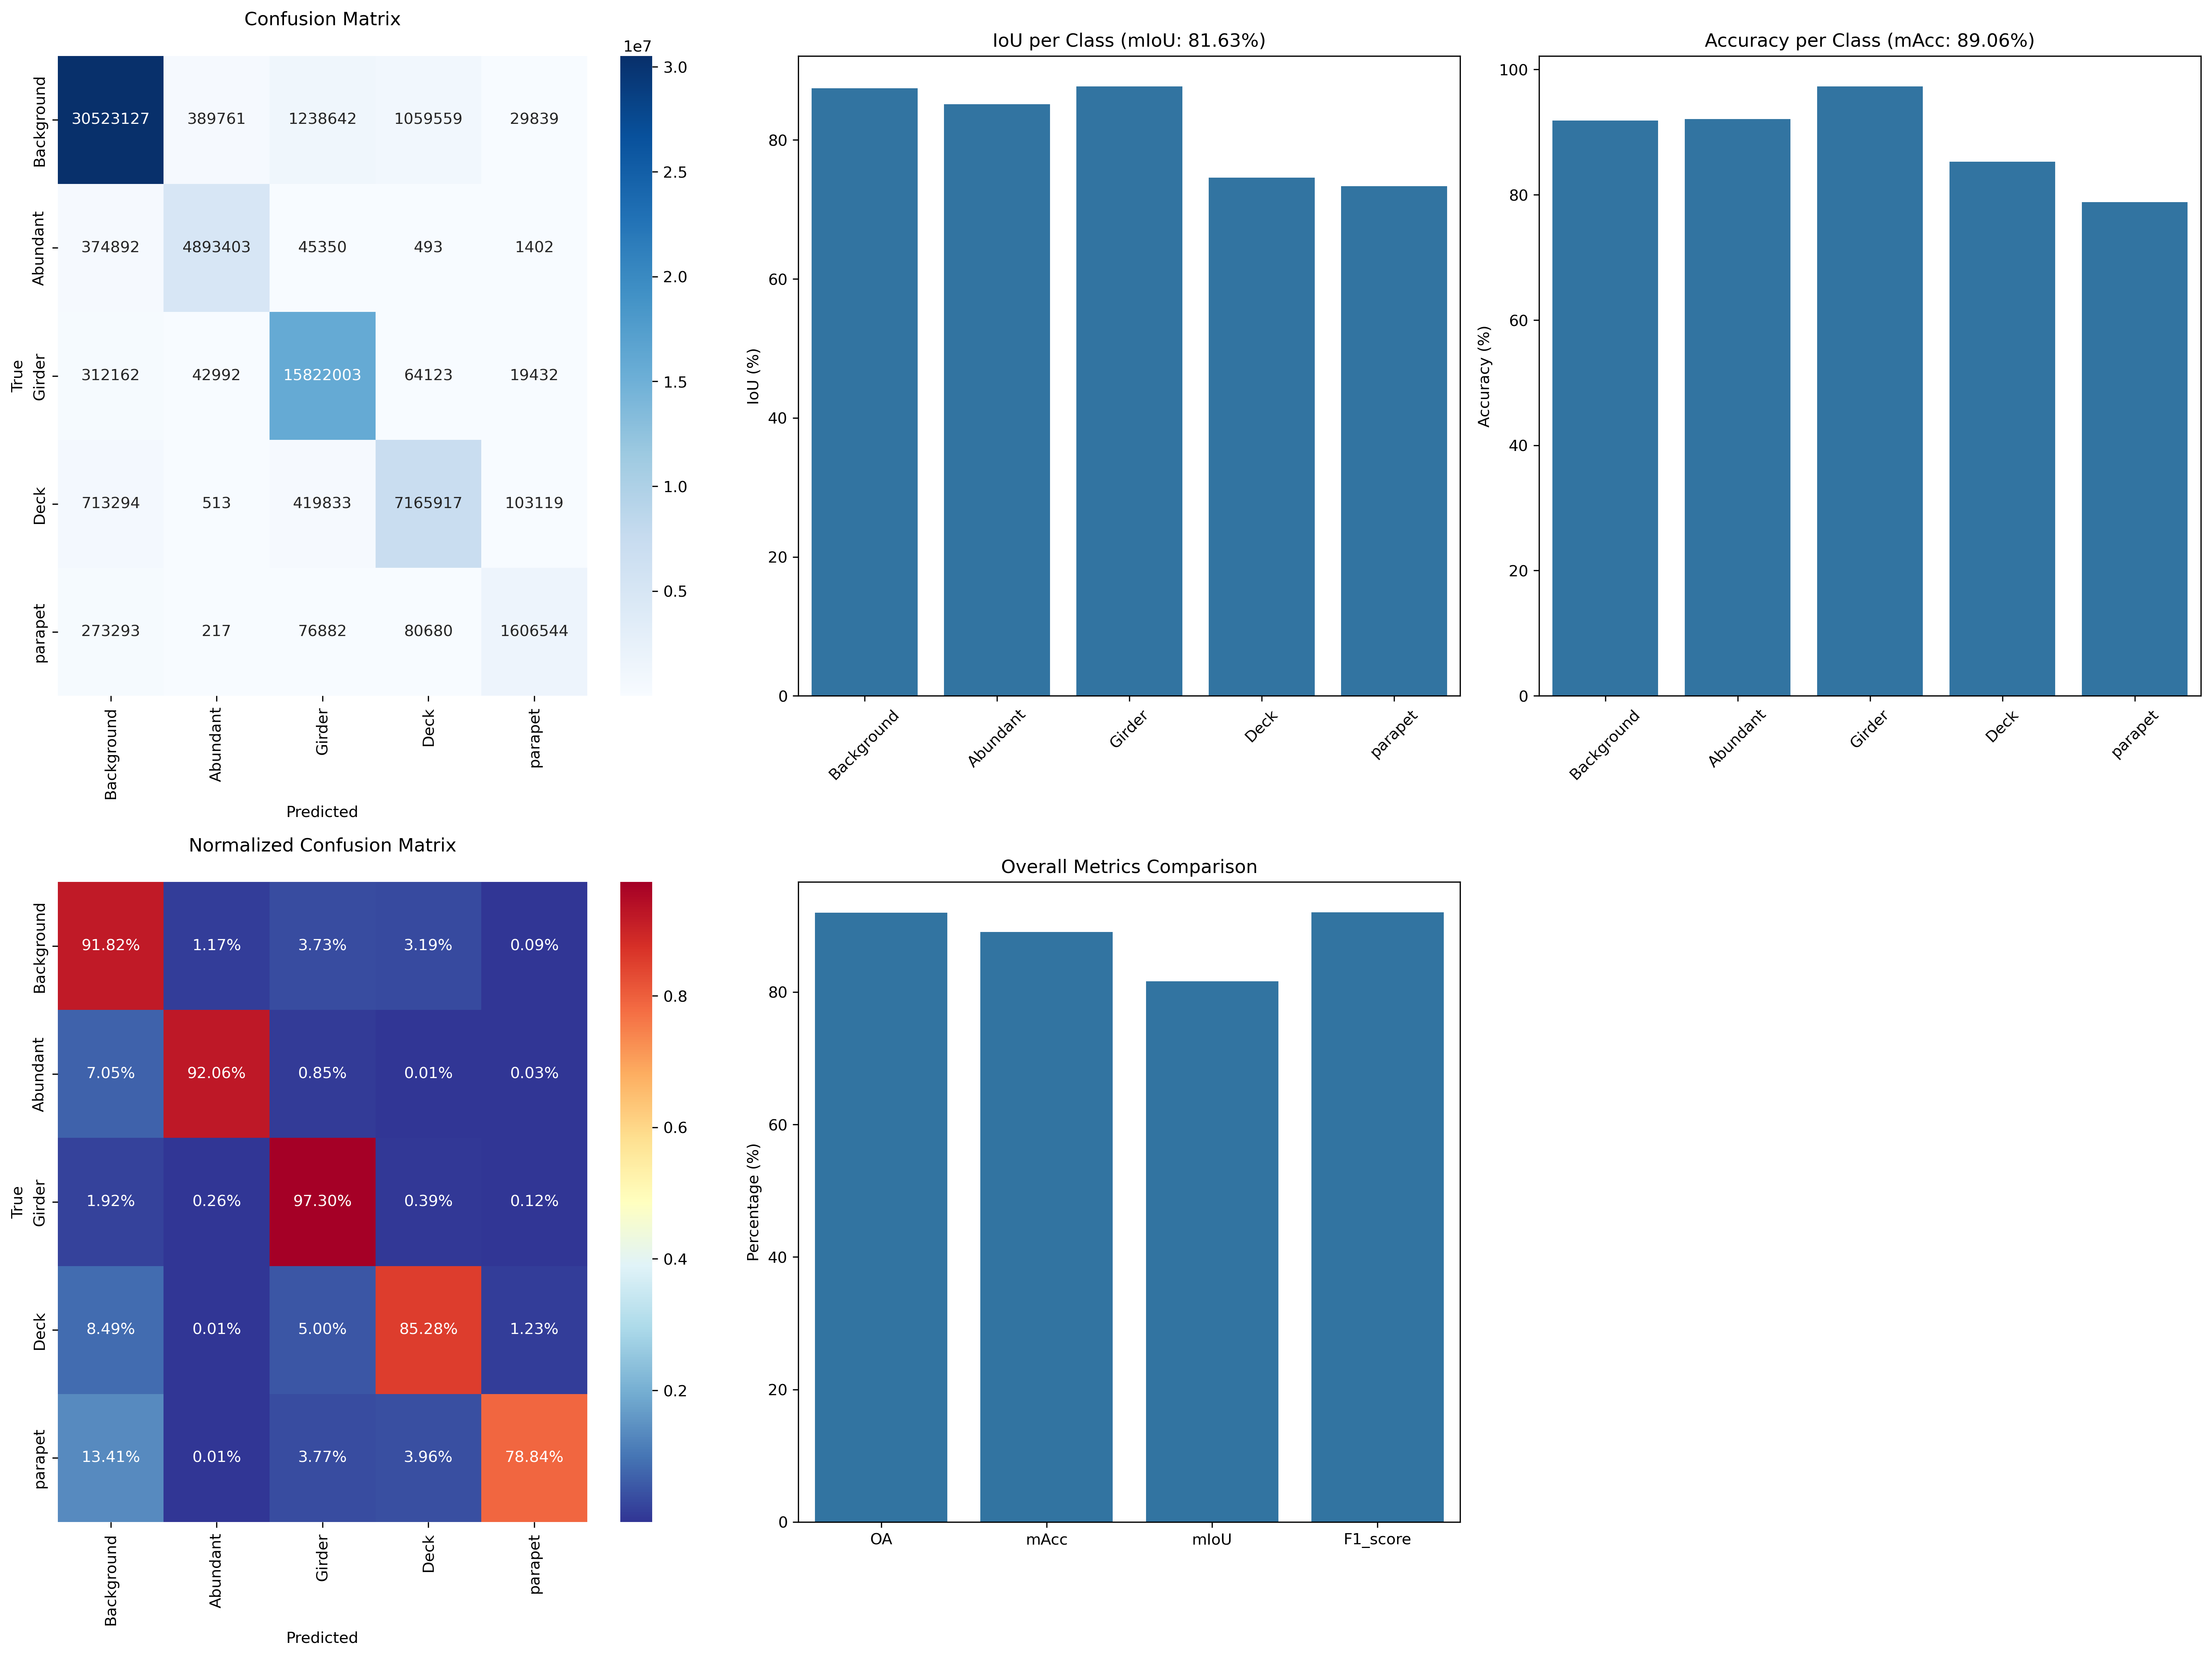 Confusion Matrix
1e7
Background 30523127 389761 1238642 1059559 29839
Abundant 374892 4893403 45350 493 1402
Girder 312162 42992 15822003 64123 19432
Deck 713294 513 419833 7165917 103119
parapet 273293 217 76882 80680 1606544
True
Background Abundant Girder Deck parapet
Predicted
3.0
2.5
2.0
1.5
1.0
0.5
IoU per Class (mIoU: 81.63%)
IoU (%)
80
60
40
20
0
Background Abundant Girder Deck parapet
Accuracy per Class (mAcc: 89.06%)
Accuracy (%)
100
80
60
40
20
0
Background Abundant Girder Deck parapet
Normalized Confusion Matrix
Background 91.82% 1.17% 3.73% 3.19% 0.09%
Abundant 7.05% 92.06% 0.85% 0.01% 0.03%
Girder 1.92% 0.26% 97.30% 0.39% 0.12%
Deck 8.49% 0.01% 5.00% 85.28% 1.23%
parapet 13.41% 0.01% 3.77% 3.96% 78.84%
True
Background Abundant Girder Deck parapet
Predicted
0.8
0.6
0.4
0.2
Overall Metrics Comparison
Percentage (%)
80
60
40
20
0
OA mAcc mIoU F1_score